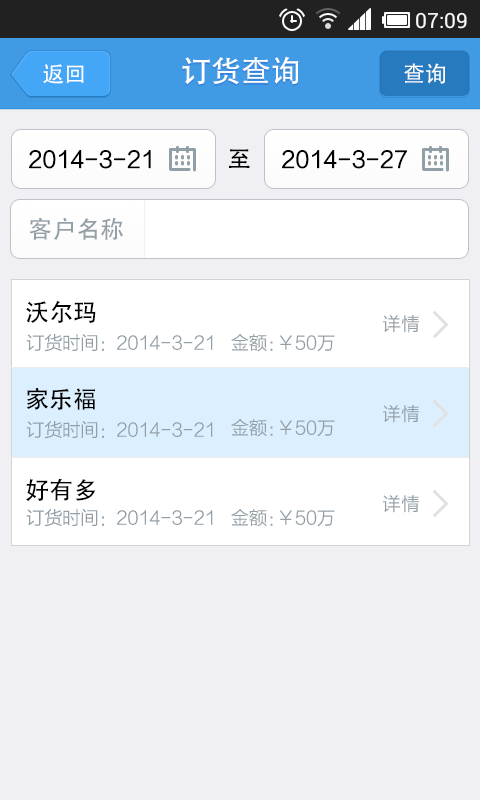 07:09
返回 订货查询 查询
2014-3-21 至 2014-3-27
客户名称
沃尔玛
订货时间：2014-3-21 金额:￥50万 详情
家乐福
订货时间：2014-3-21 金额:￥50万 详情
好有多
订货时间：2014-3-21 金额:￥50万 详情